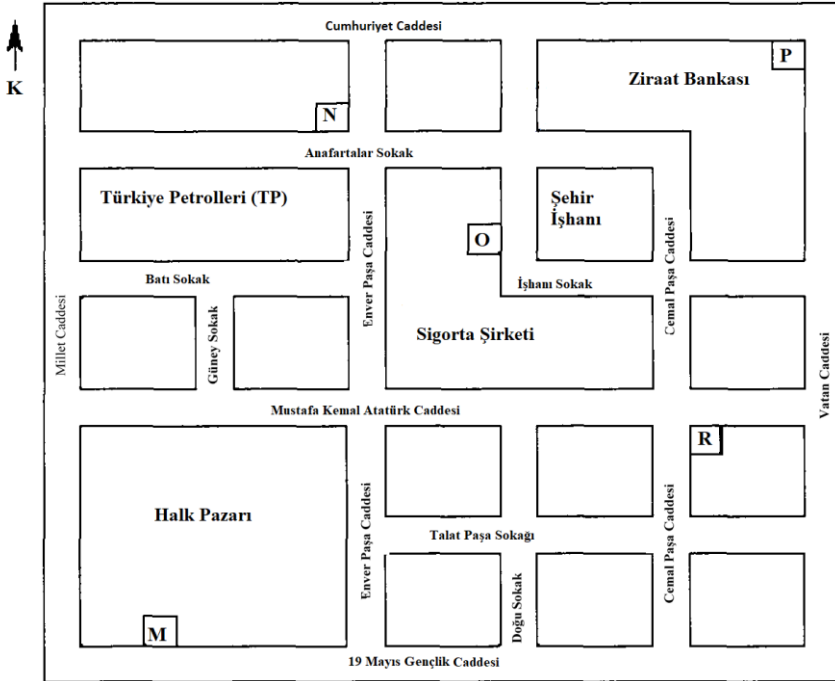 Cumhuriyet Caddesi
K
P
Ziraat Bankası
N
Anafartalar Sokak
Türkiye Petrolleri (TP)
Şehir
İşhanı
O
Enver Paşa Caddesi
Cemal Paşa Caddesi
Batı Sokak
İşhanı Sokak
Millet Caddesi
Güney Sokak
Sigorta Şirketi
Vatan Caddesi
Mustafa Kemal Atatürk Caddesi
R
Halk Pazarı
Enver Paşa Caddesi
Talat Paşa Sokağı
Cemal Paşa Caddesi
Doğu Sokak
M
19 Mayıs Gençlik Caddesi